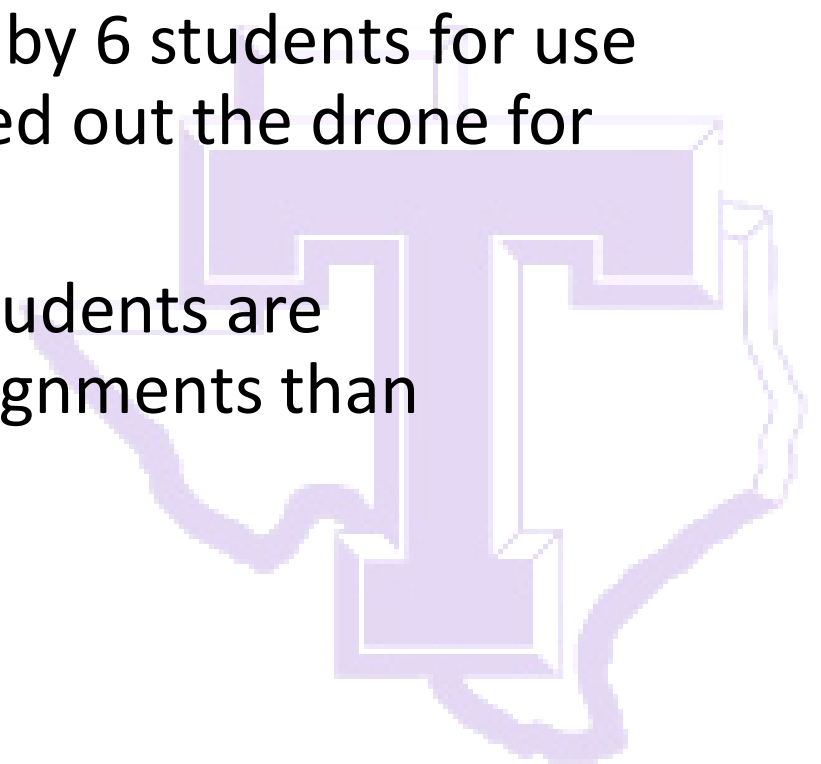 by 6 students for use
ed out the drone for
udents are
gnments than